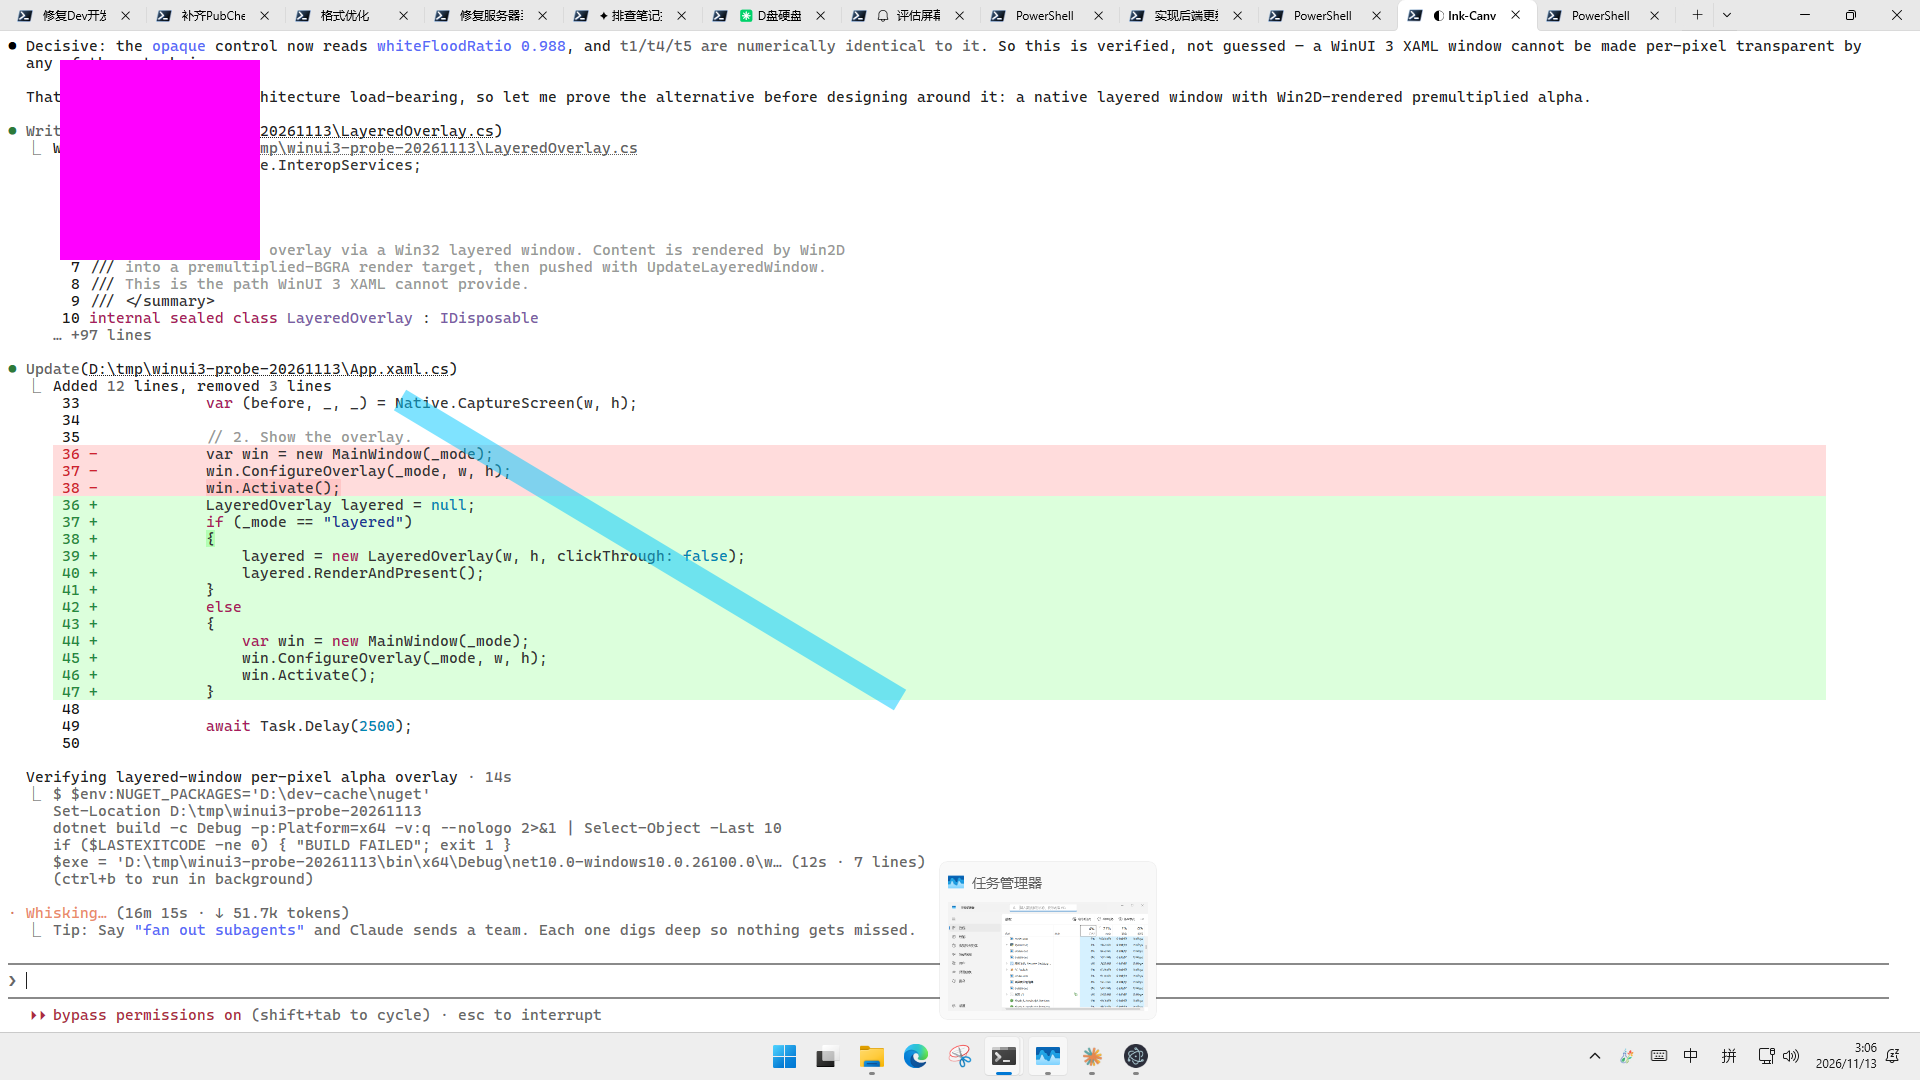 修复Dev开发
补齐PubChe
格式优化
修复服务器
✦ 排查笔记
D盘硬盘
评估屏幕
PowerShell
实现后端更
PowerShell
Ink-Canv
PowerShell
● Decisive: the opaque control now reads whiteFloodRatio 0.988, and t1/t4/t5 are numerically identical to it. So this is verified, not guessed — a WinUI 3 XAML window cannot be made per-pixel transparent by
any
That hitecture load-bearing, so let me prove the alternative before designing around it: a native layered window with Win2D-rendered premultiplied alpha.
● Writ 20261113\LayeredOverlay.cs)
mp\winui3-probe-20261113\LayeredOverlay.cs
e.InteropServices;
overlay via a Win32 layered window. Content is rendered by Win2D
7 /// into a premultiplied-BGRA render target, then pushed with UpdateLayeredWindow.
8 /// This is the path WinUI 3 XAML cannot provide.
9 /// </summary>
10 internal sealed class LayeredOverlay : IDisposable
… +97 lines
● Update(D:\tmp\winui3-probe-20261113\App.xaml.cs)
Added 12 lines, removed 3 lines
33 var (before, _, _) = Native.CaptureScreen(w, h);
34
35 // 2. Show the overlay.
36 - var win = new MainWindow(_mode);
37 - win.ConfigureOverlay(_mode, w, h);
38 - win.Activate();
36 + LayeredOverlay layered = null;
37 + if (_mode == "layered")
38 + {
39 + layered = new LayeredOverlay(w, h, clickThrough: false);
40 + layered.RenderAndPresent();
41 + }
42 + else
43 + {
44 + var win = new MainWindow(_mode);
45 + win.ConfigureOverlay(_mode, w, h);
46 + win.Activate();
47 + }
48
49 await Task.Delay(2500);
50
Verifying layered-window per-pixel alpha overlay · 14s
$ $env:NUGET_PACKAGES='D:\dev-cache\nuget'
Set-Location D:\tmp\winui3-probe-20261113
dotnet build -c Debug -p:Platform=x64 -v:q --nologo 2>&1 | Select-Object -Last 10
if ($LASTEXITCODE -ne 0) { "BUILD FAILED"; exit 1 }
$exe = 'D:\tmp\winui3-probe-20261113\bin\x64\Debug\net10.0-windows10.0.26100.0\w… (12s · 7 lines)
(ctrl+b to run in background)
· Whisking… (16m 15s · ↓ 51.7k tokens)
Tip: Say "fan out subagents" and Claude sends a team. Each one digs deep so nothing gets missed.
任务管理器
❯
⏵⏵ bypass permissions on (shift+tab to cycle) · esc to interrupt
中
拼
3:06
2026/11/13